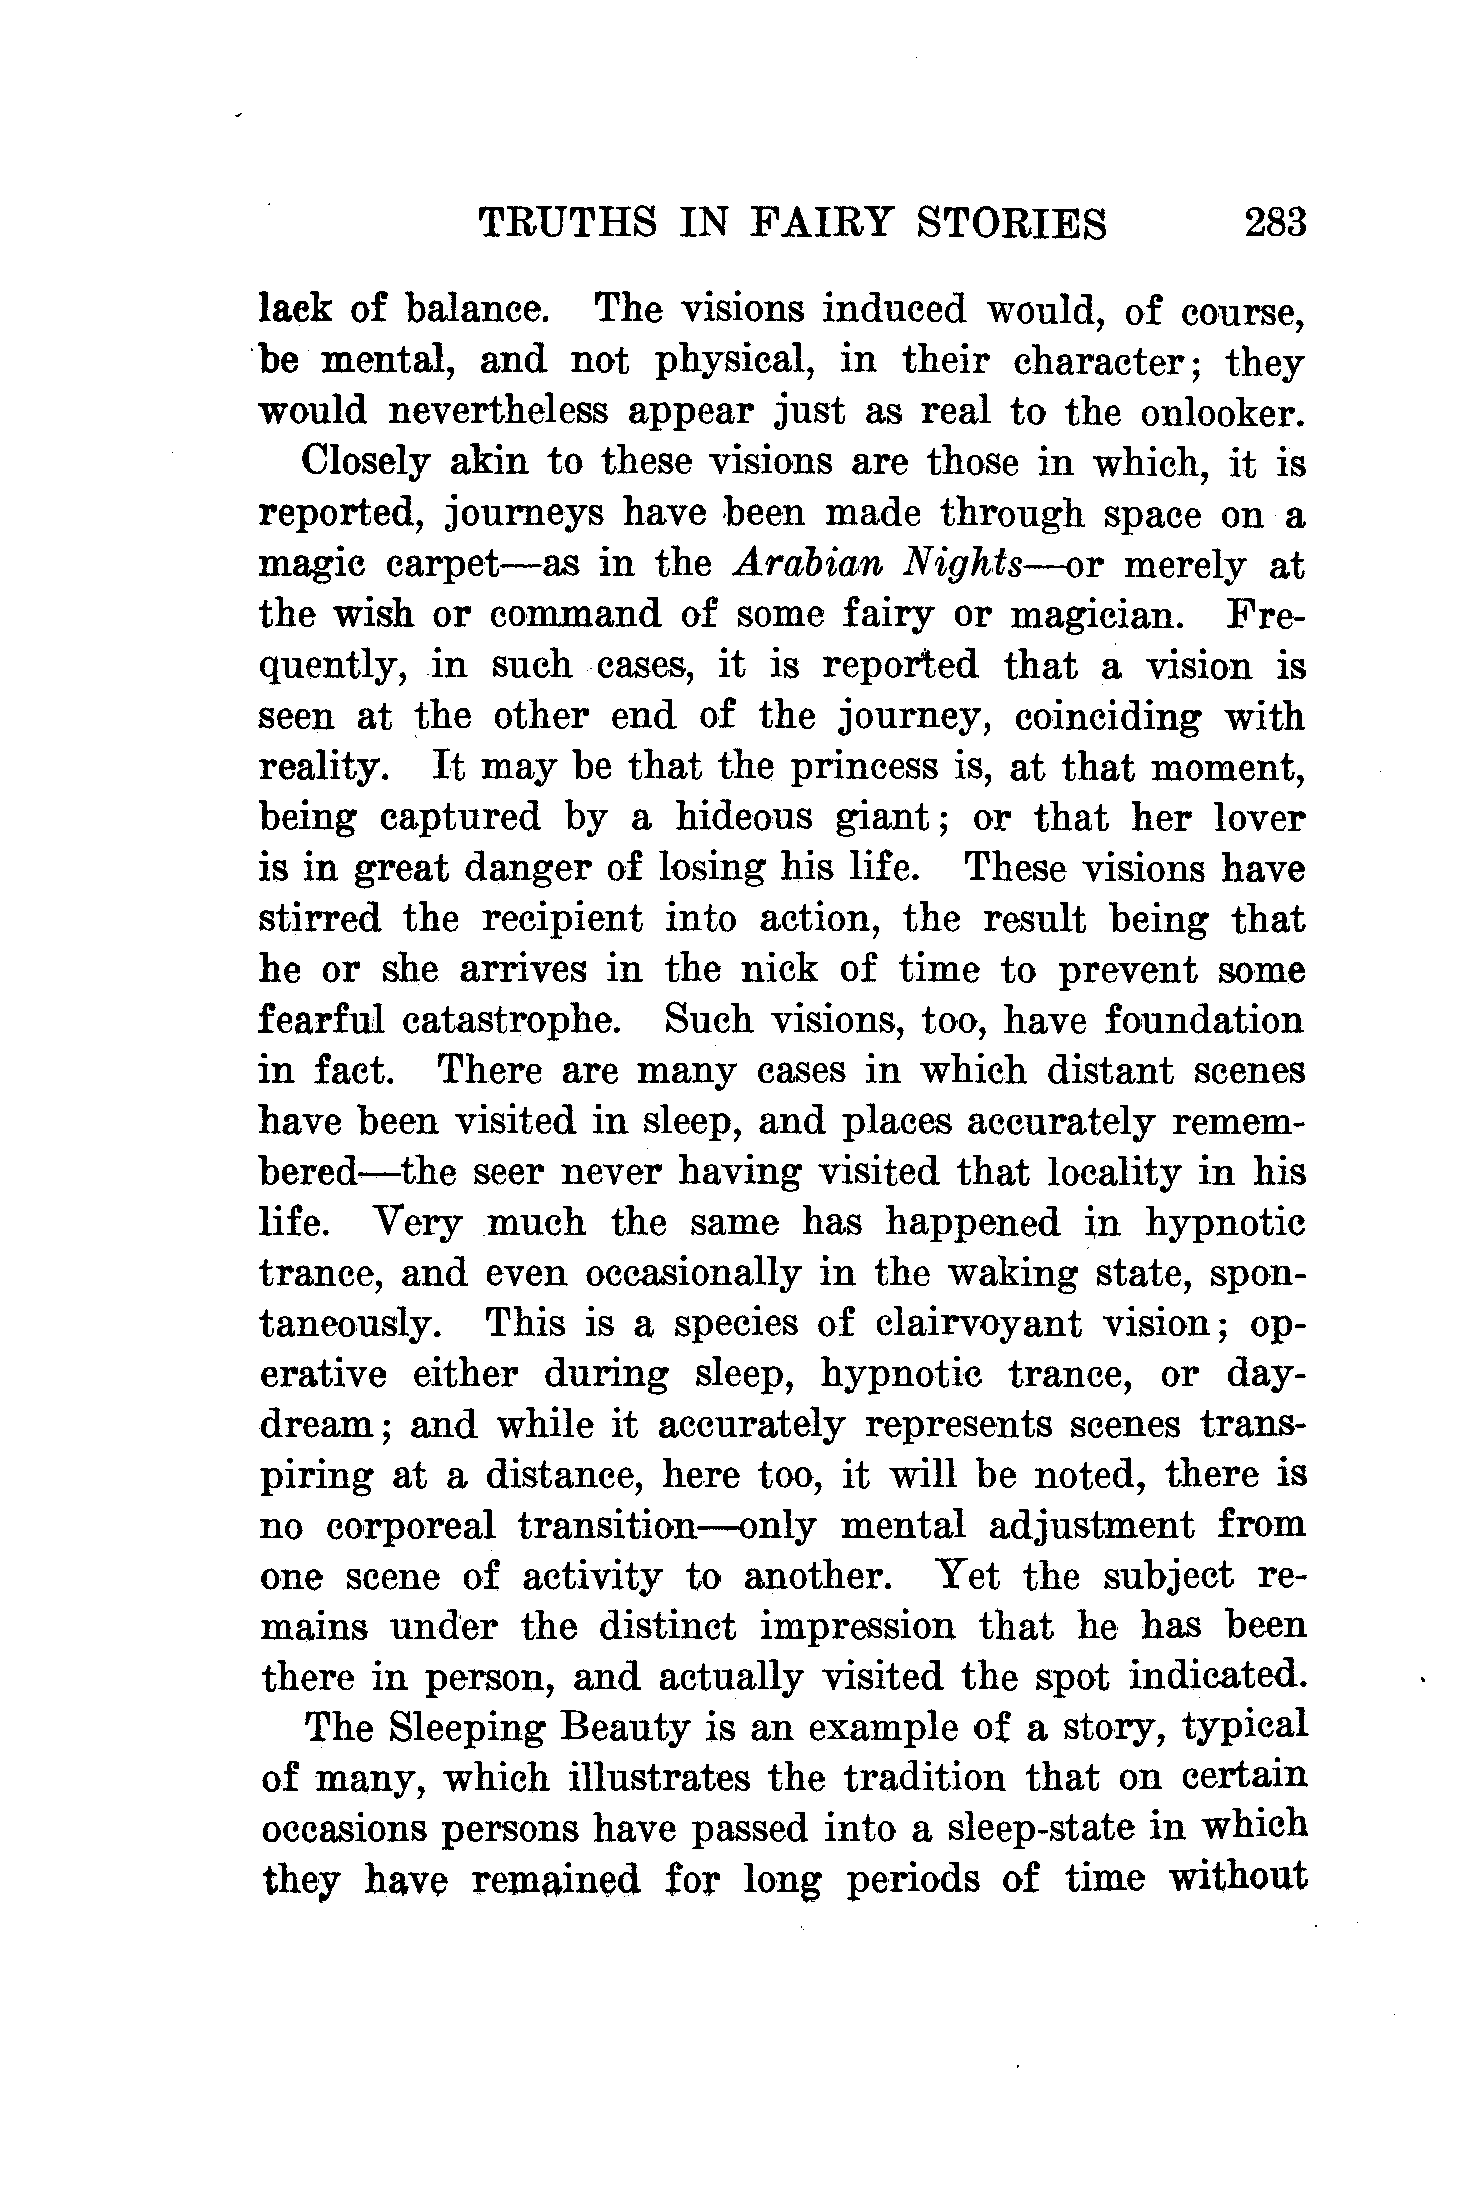 TRUTHS IN FAIRY STORIES 283
lack of balance. The visions induced would, of course,
be mental, and not physical, in their character; they
would nevertheless appear just as real to the onlooker.
Closely akin to these visions are those in which, it is
reported, journeys have been made through space on a
magic carpet—as in the Arabian Nights—or merely at
the wish or command of some fairy or magician. Fre-
quently, in such cases, it is reported that a vision is
seen at the other end of the journey, coinciding with
reality. It may be that the princess is, at that moment,
being captured by a hideous giant; or that her lover
is in great danger of losing his life. These visions have
stirred the recipient into action, the result being that
he or she arrives in the nick of time to prevent some
fearful catastrophe. Such visions, too, have foundation
in fact. There are many cases in which distant scenes
have been visited in sleep, and places accurately remem-
bered—the seer never having visited that locality in his
life. Very much the same has happened in hypnotic
trance, and even occasionally in the waking state, spon-
taneously. This is a species of clairvoyant vision; op-
erative either during sleep, hypnotic trance, or day-
dream; and while it accurately represents scenes trans-
piring at a distance, here too, it will be noted, there is
no corporeal transition—only mental adjustment from
one scene of activity to another. Yet the subject re-
mains under the distinct impression that he has been
there in person, and actually visited the spot indicated.
The Sleeping Beauty is an example of a story, typical
of many, which illustrates the tradition that on certain
occasions persons have passed into a sleep-state in which
they have remained for long periods of time without